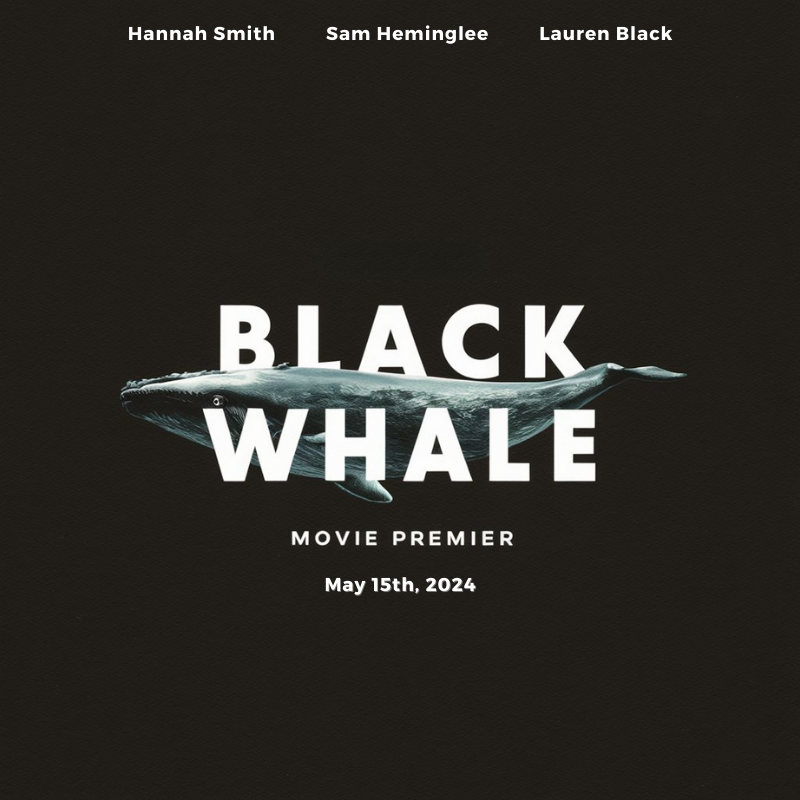 Hannah Smith Sam Heminglee Lauren Black
BLACK
WHALE
MOVIE PREMIER
May 15th, 2024